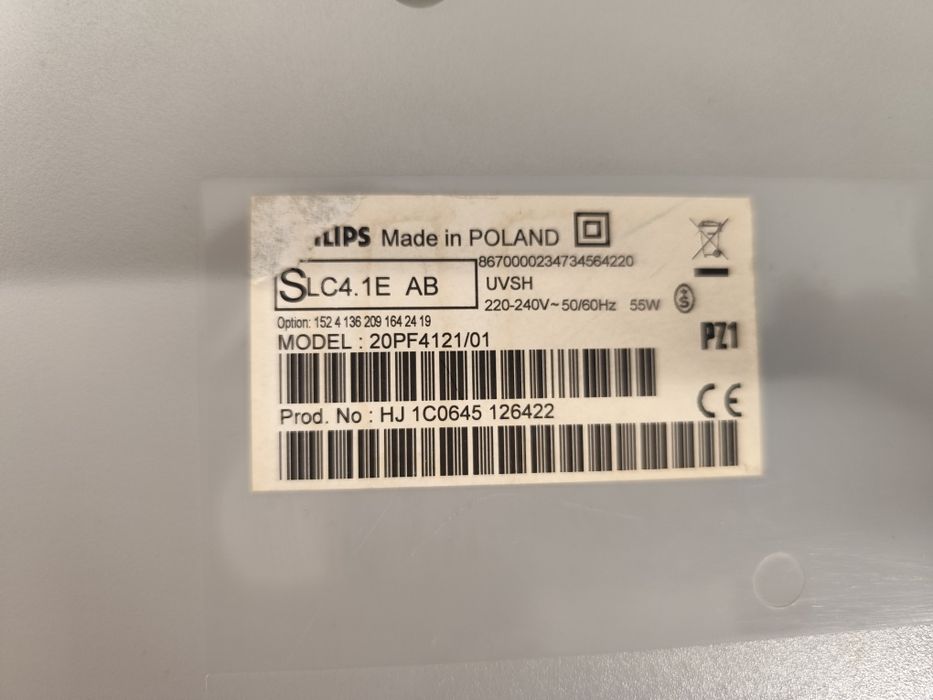 PHILIPS Made in POLAND
8670000234734564220
SLC4.1E AB
UVSH
220-240V~ 50/60Hz 55W
Option: 152 4 136 209 164 24 19
MODEL : 20PF4121/01
PZ1
CE
Prod. No : HJ 1C0645 126422